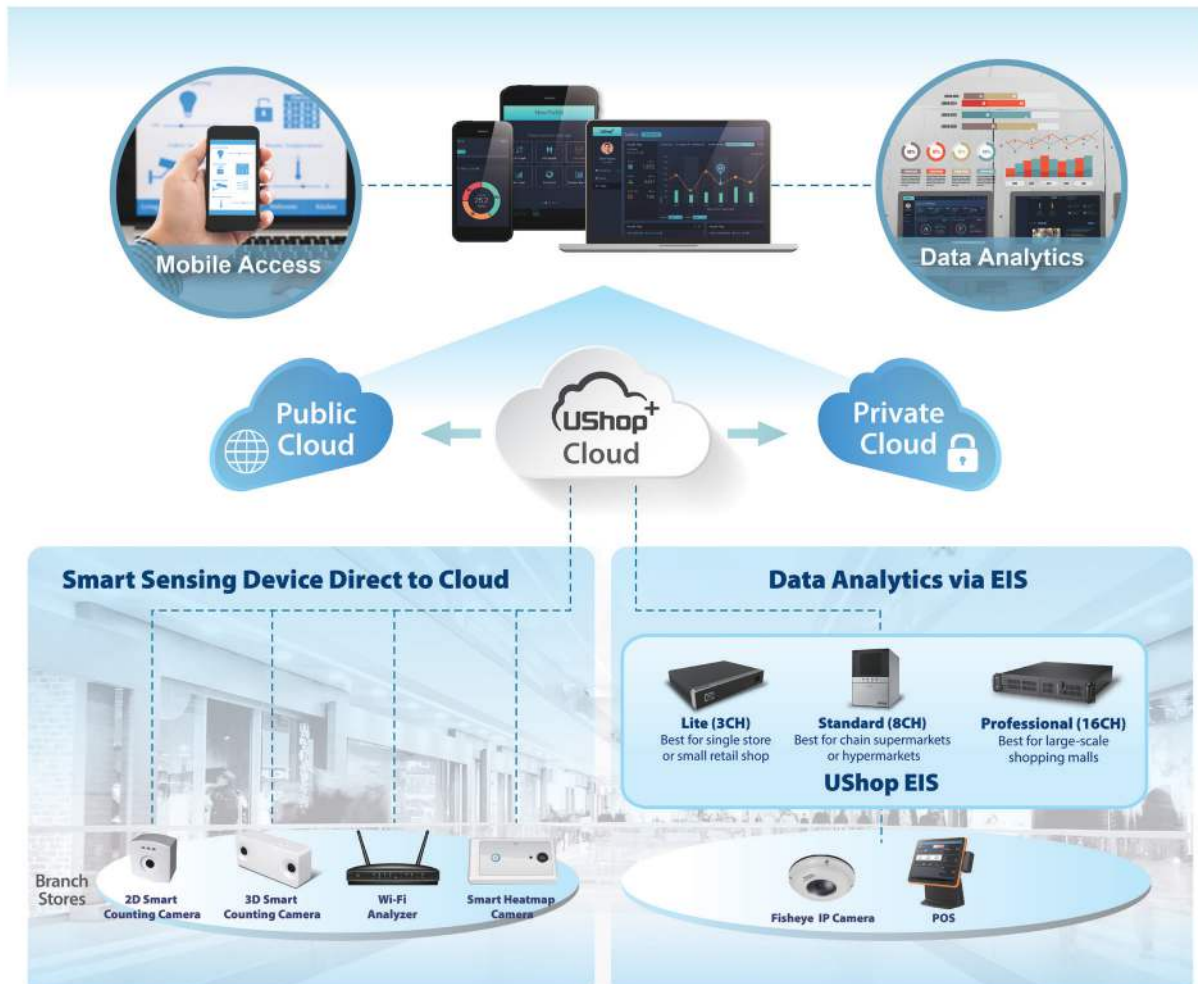 Mobile Access
Data Analytics
Public
Cloud
UShop+
Cloud
Private
Cloud
Smart Sensing Device Direct to Cloud
Data Analytics via EIS
Lite (3CH)
Best for single store
or small retail shop
Standard (8CH)
Best for chain supermarkets
or hypermarkets
Professional (16CH)
Best for large-scale
shopping malls
UShop EIS
Branch
Stores
2D Smart
Counting Camera
3D Smart
Counting Camera
Wi-Fi
Analyzer
Smart Heatmap
Camera
Fisheye IP Camera
POS